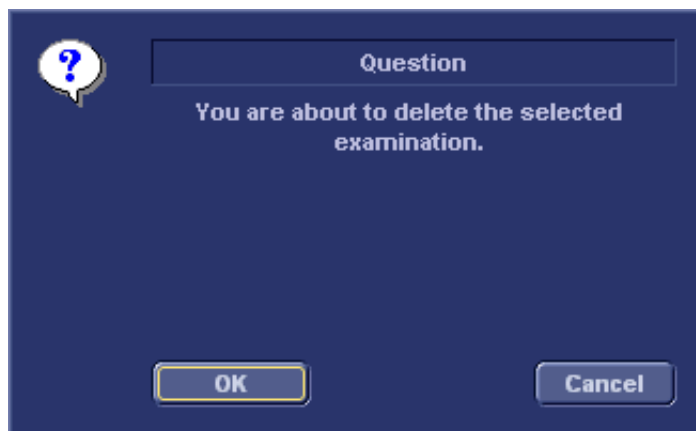 ?
Question
You are about to delete the selected
examination.
OK
Cancel